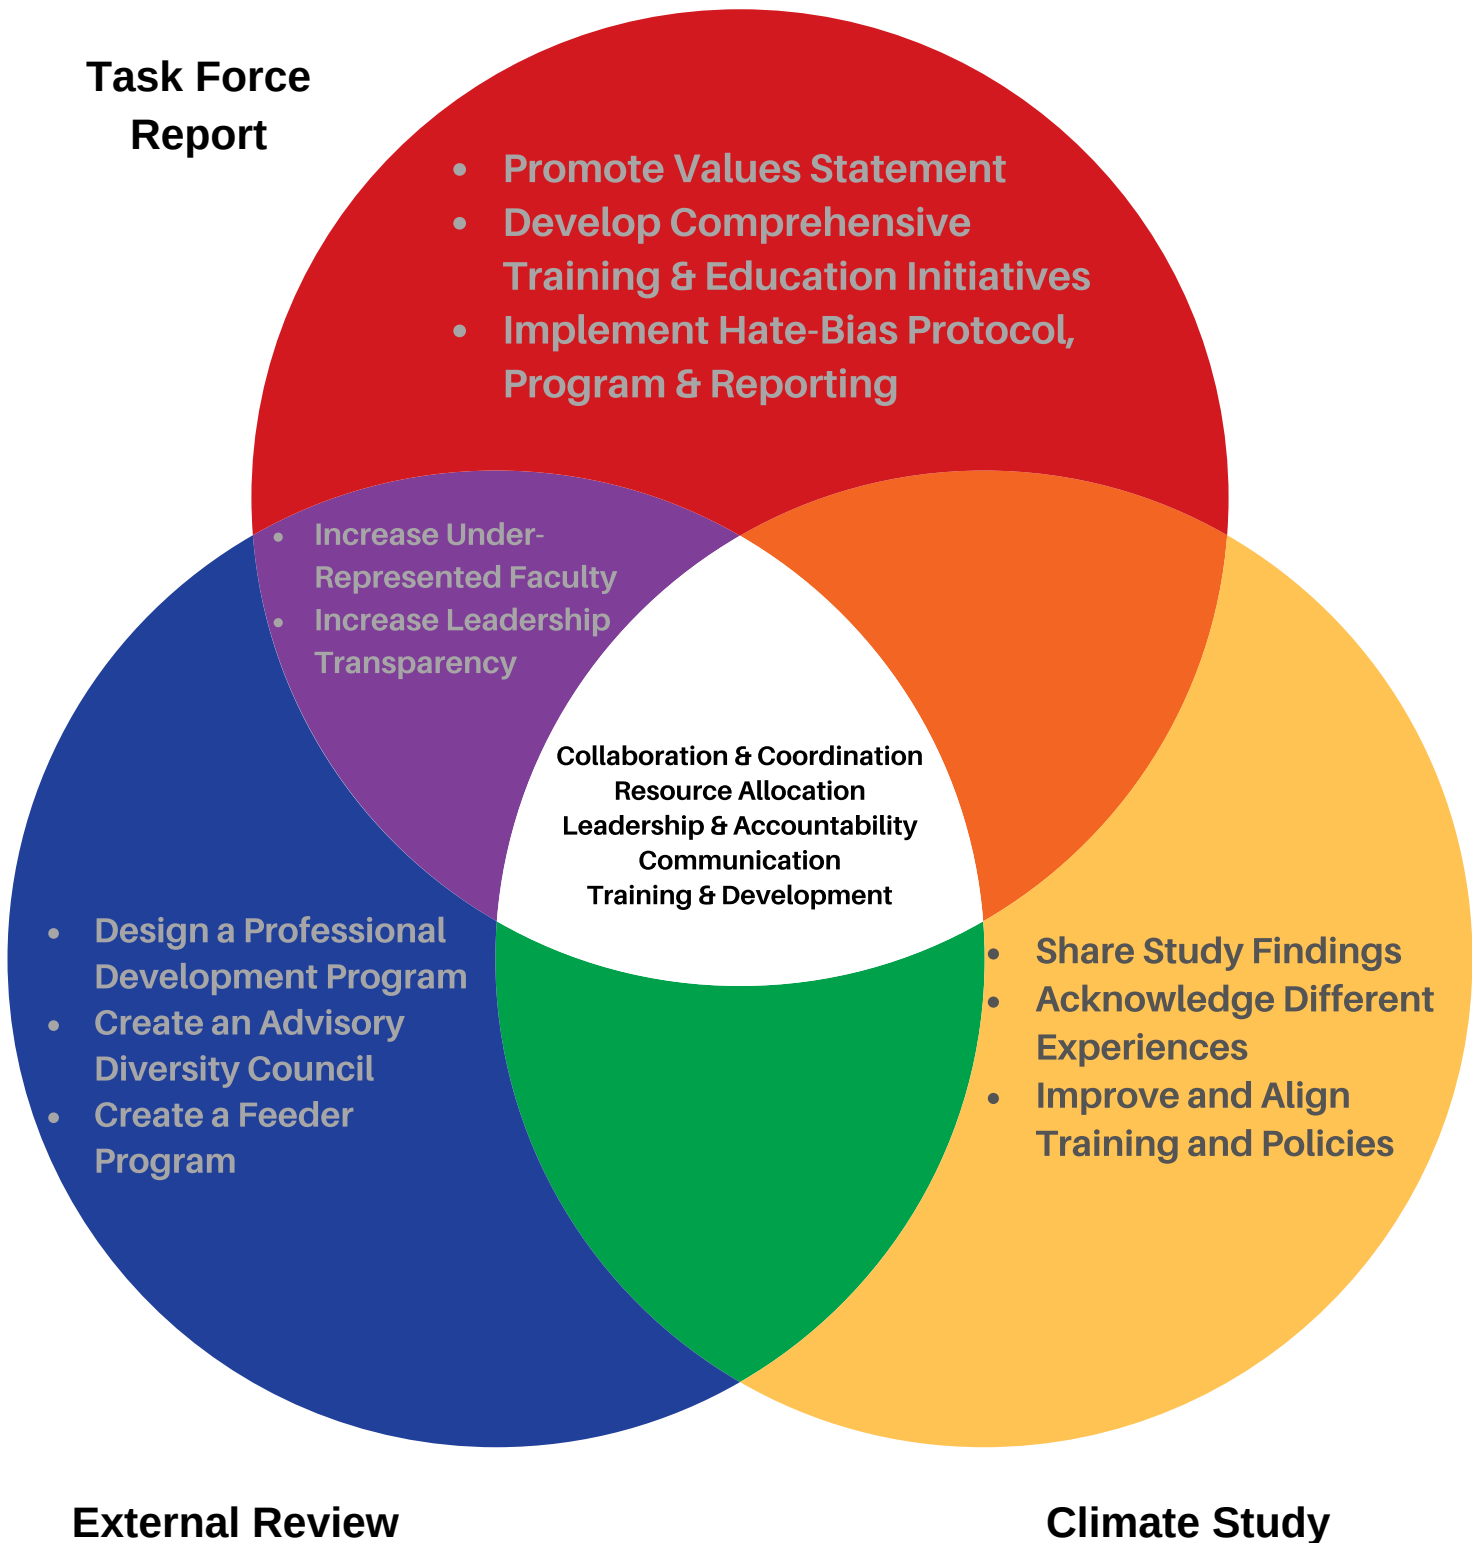 Task Force
Report
• Promote Values Statement
• Develop Comprehensive
Training & Education Initiatives
• Implement Hate-Bias Protocol,
Program & Reporting
• Increase Under-
Represented Faculty
• Increase Leadership
Transparency
Collaboration & Coordination
Resource Allocation
Leadership & Accountability
Communication
Training & Development
• Design a Professional
Development Program
• Create an Advisory
Diversity Council
• Create a Feeder
Program
• Share Study Findings
• Acknowledge Different
Experiences
• Improve and Align
Training and Policies
External Review
Climate Study